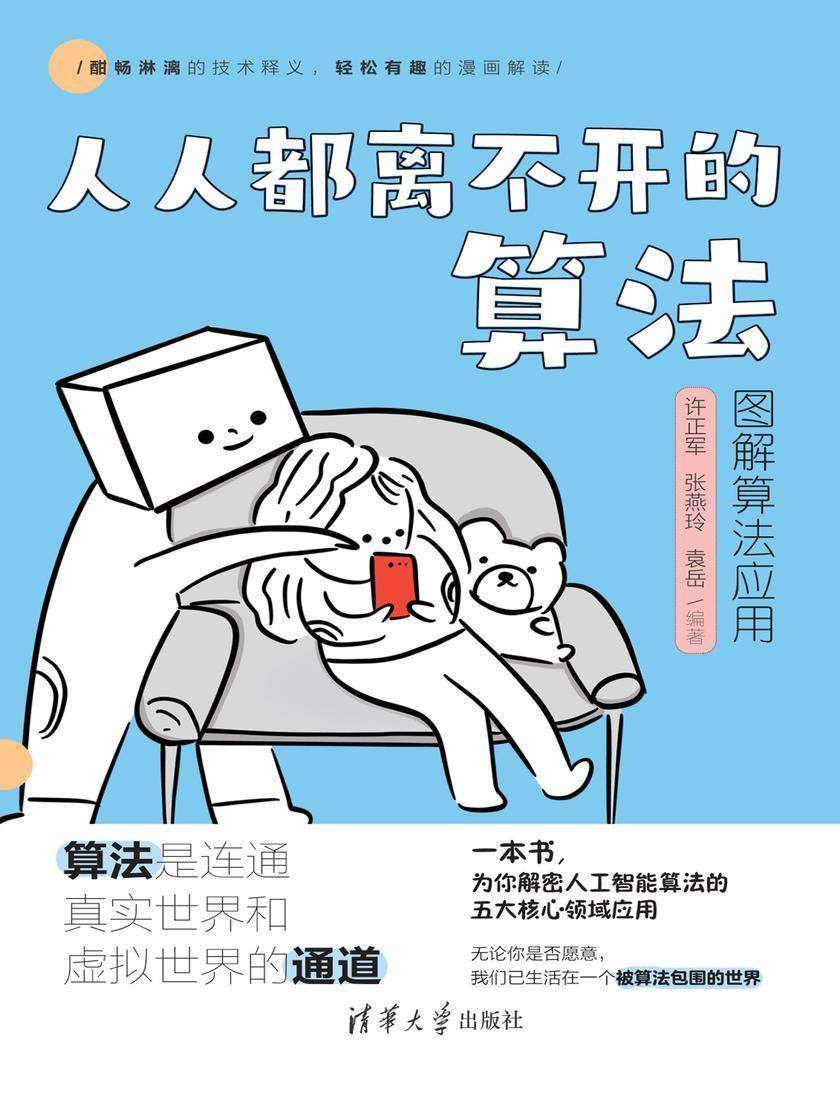 /酣畅淋漓的技术释义，轻松有趣的漫画解读/
人人都离不开的
算法
图解算法应用
许正军 张燕玲 袁岳/编著
算法是连通
真实世界和
虚拟世界的通道
一本书，
为你解密人工智能算法的
五大核心领域应用
无论你是否愿意，
我们已生活在一个被算法包围的世界
清华大学出版社